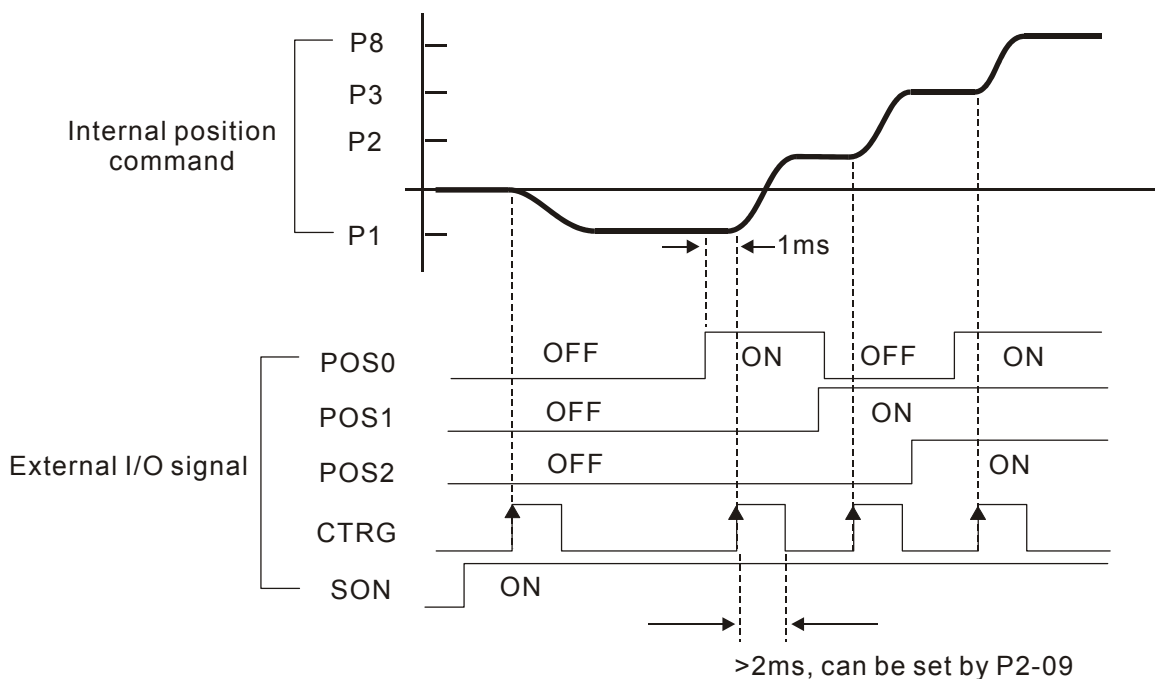 P8
P3
Internal position
command
P2
P1
1ms
POS0
OFF
ON
OFF
ON
POS1
OFF
ON
External I/O signal
POS2
OFF
ON
CTRG
SON
ON
>2ms, can be set by P2-09